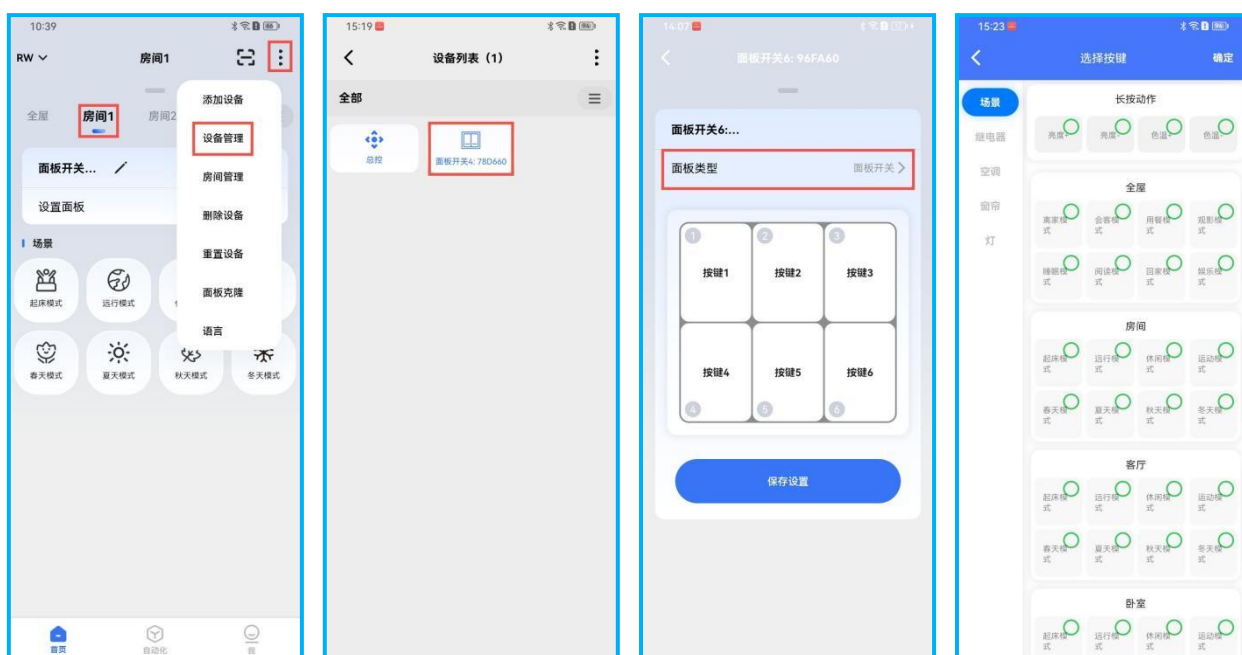 10:39
RW
房间1
添加设备
全屋
房间1
房间2
设备管理
面板开关...
房间管理
设置面板
删除设备
场景
重置设备
起床模式
远行模式
面板克隆
语言
春天模式
夏天模式
秋天模式
冬天模式
首页
自动化
我
15:19
设备列表（1）
全部
总控
面板开关4: 78D660
14:07
面板开关6: 96FA60
面板开关6:...
面板类型
面板开关
1
2
3
按键1
按键2
按键3
按键4
按键5
按键6
4
5
6
保存设置
15:23
选择按键
确定
场景
继电器
空调
窗帘
灯
长按动作
亮度
亮度
色温
色温
全屋
离家模式
会客模式
用餐模式
观影模式
睡眠模式
阅读模式
回家模式
娱乐模式
房间
起床模式
远行模式
休闲模式
运动模式
春天模式
夏天模式
秋天模式
冬天模式
客厅
起床模式
远行模式
休闲模式
运动模式
春天模式
夏天模式
秋天模式
冬天模式
卧室
起床模式
远行模式
休闲模式
运动模式